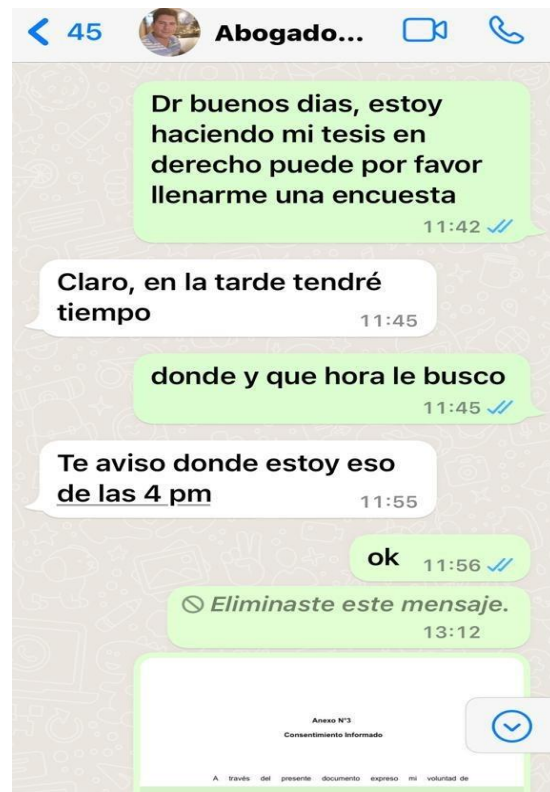 45
Abogado...
Dr buenos dias, estoy
haciendo mi tesis en
derecho puede por favor
llenarme una encuesta
11:42
Claro, en la tarde tendré
tiempo
11:45
donde y que hora le busco
11:45
Te aviso donde estoy eso
de las 4 pm
11:55
ok
11:56
Eliminaste este mensaje.
13:12
Anexo N°3
Consentimiento Informado
A través del presente documento expreso mi voluntad de